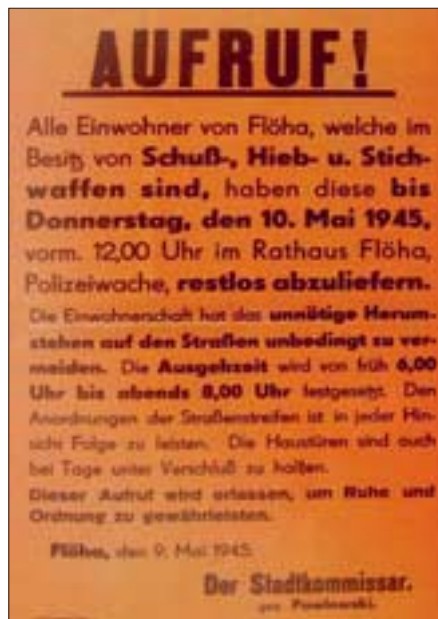 AUFRUF!
Alle Einwohner von Flöha, welche im
Besitz von Schuß-, Hieb- u. Stich-
waffen sind, haben diese bis
Donnerstag, den 10. Mai 1945,
vorm. 12,00 Uhr im Rathaus Flöha,
Polizeiwache, restlos abzuliefern.
Die Einwohnerschaft hat das unnötige Herum-
stehen auf den Straßen unbedingt zu ver-
meiden. Die Ausgehzeit wird von früh 6,00
Uhr bis abends 8,00 Uhr festgesetzt. Den
Anordnungen der Straßenstreifen ist in jeder Hin-
sicht Folge zu leisten. Die Haustüren sind auch
bei Tage unter Verschluß zu halten.
Dieser Aufruf wird erlassen, um Ruhe und
Ordnung zu gewährleisten.
Flöha, den 9. Mai 1945.
Der Stadtkommissar.